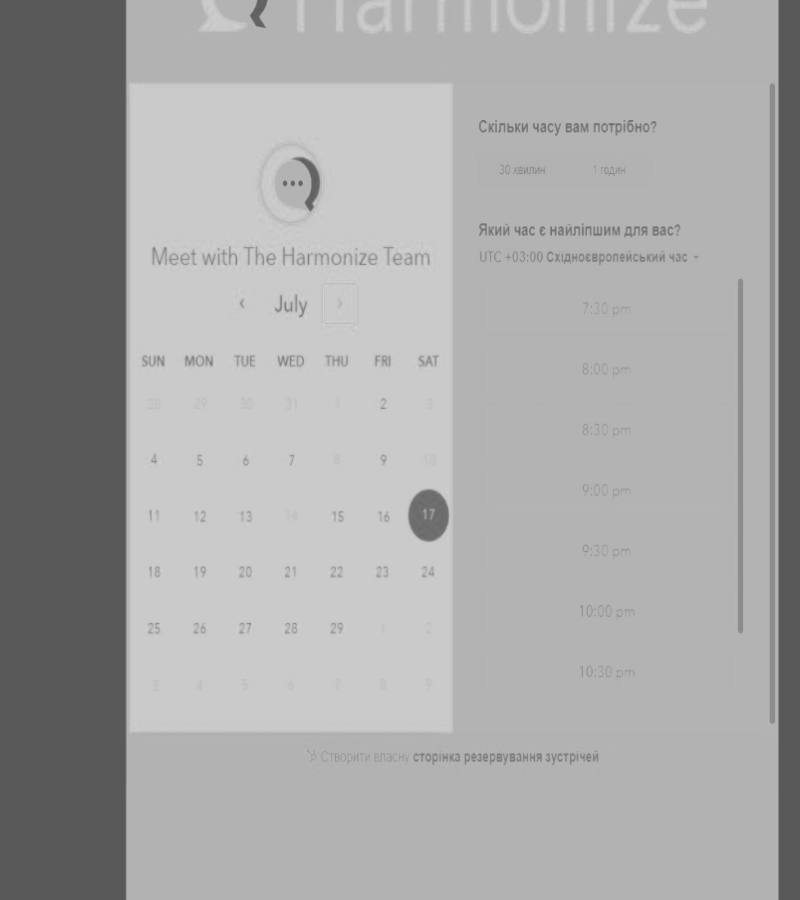 Harmonize
Meet with The Harmonize Team
July
SUN MON TUE WED THU FRI SAT
28 29 30 31 1 2 3
4 5 6 7 8 9 10
11 12 13 14 15 16 17
18 19 20 21 22 23 24
25 26 27 28 29 1 2
3 4 5 6 7 8 9
Скільки часу вам потрібно?
30 хвилин 1 годин
Який час є найліпшим для вас?
UTC +03:00 Східноєвропейський час
7:30 pm
8:00 pm
8:30 pm
9:00 pm
9:30 pm
10:00 pm
10:30 pm
Створити власну сторінка резервування зустрічей